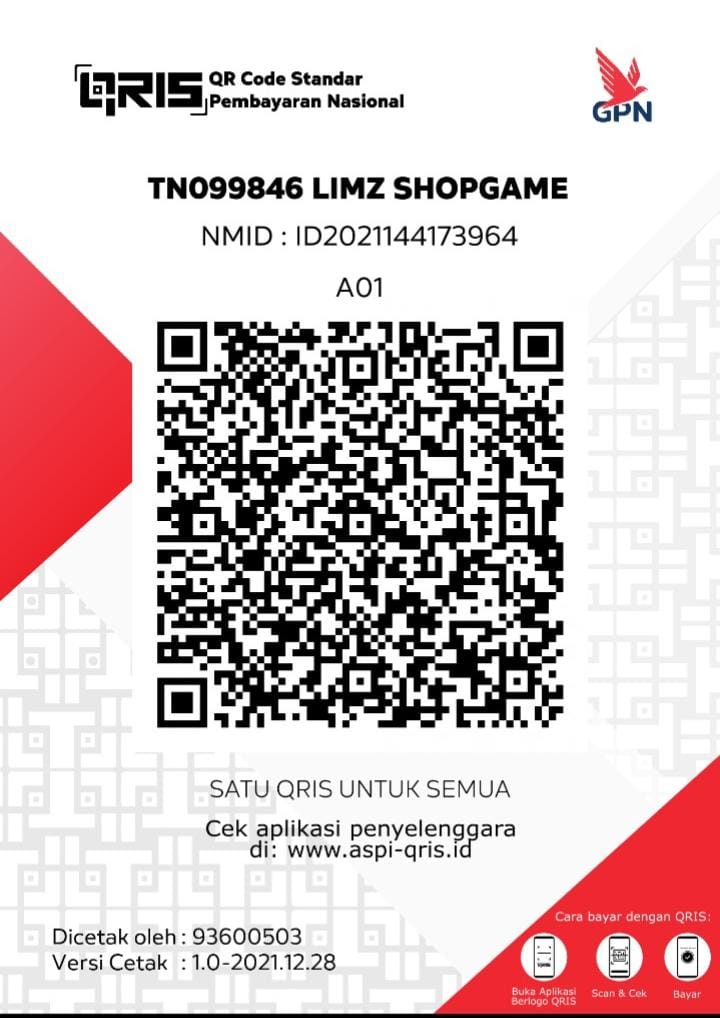 QRIS
QR Code Standar
Pembayaran Nasional
GPN
TN099846 LIMZ SHOPGAME
NMID : ID2021144173964
A01
SATU QRIS UNTUK SEMUA
Cek aplikasi penyelenggara
di: www.aspi-qris.id
Dicetak oleh : 93600503
Versi Cetak : 1.0-2021.12.28
Cara bayar dengan QRIS:
Buka Aplikasi
Berlogo QRIS
Scan & Cek
Bayar